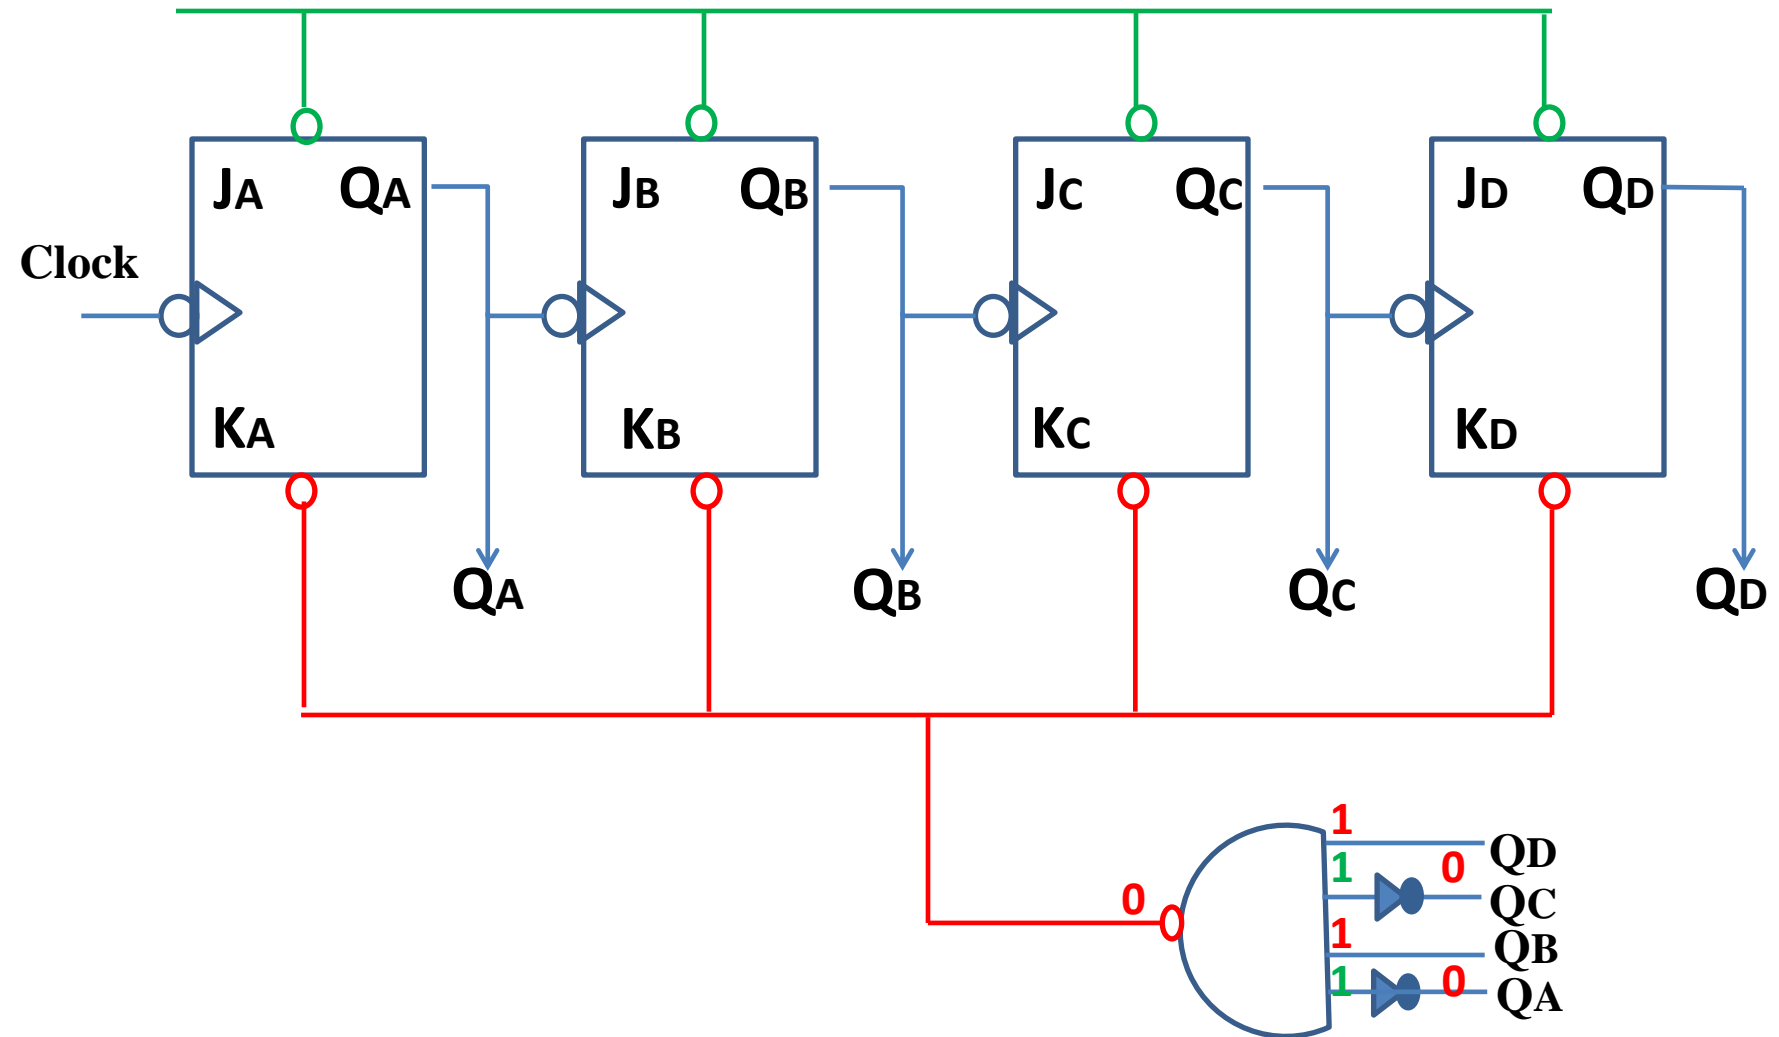 JA QA JB QB JC QC JD QD
Clock
KA KB KC KD
QA QB QC QD
1
QD
1 0
QC
0
1
QB
1 0
QA